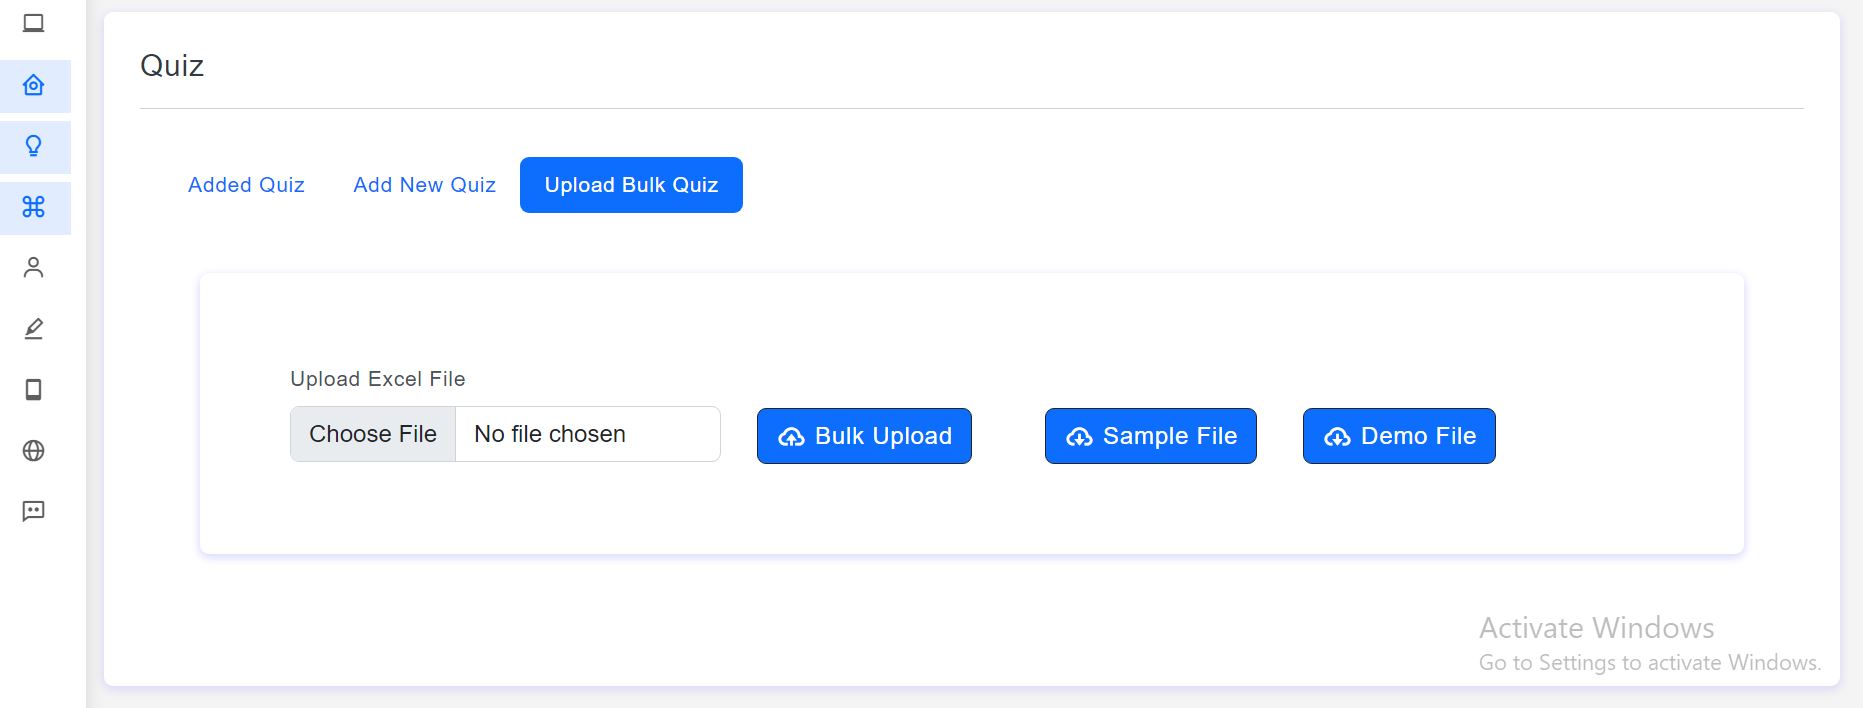 Quiz
Added Quiz
Add New Quiz
Upload Bulk Quiz
Upload Excel File
Choose File
No file chosen
Bulk Upload
Sample File
Demo File
Activate Windows
Go to Settings to activate Windows.